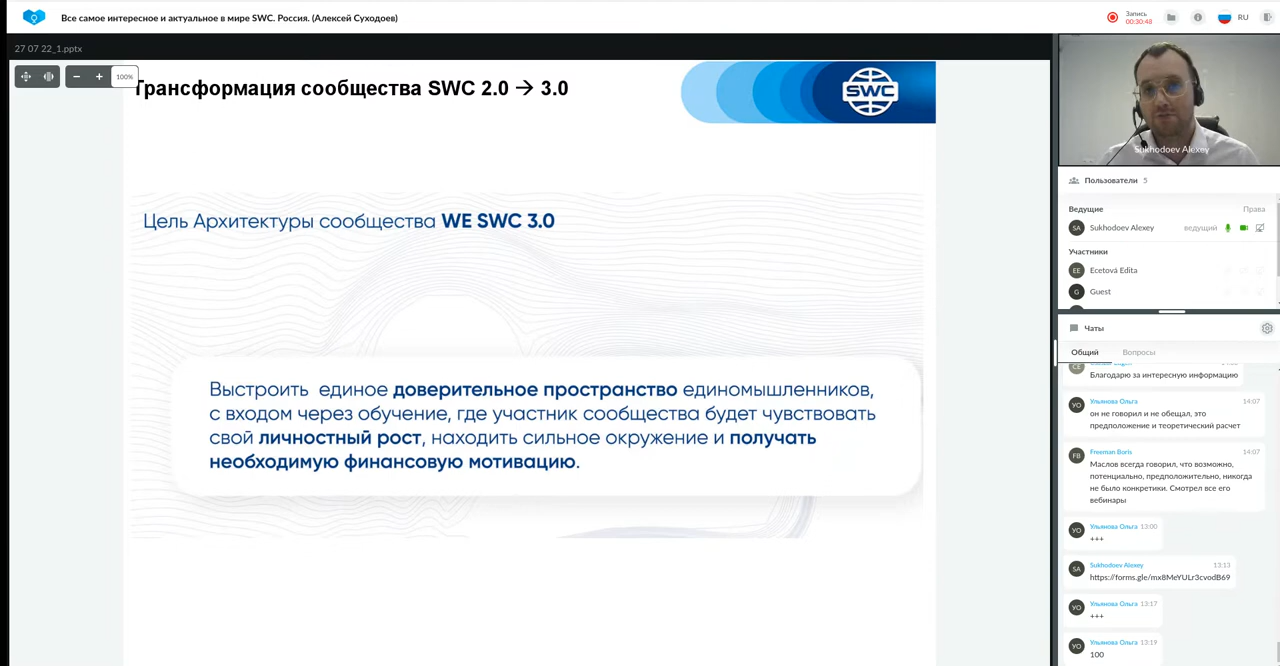 Все самое интересное и актуальное в мире SWC. Россия. (Алексей Суходоев)
Запись
00:30:48
RU
27 07 22_1.pptx
100%
Трансформация сообщества SWC 2.0 → 3.0
SWC
Цель Архитектуры сообщества WE SWC 3.0
Выстроить единое доверительное пространство единомышленников,
с входом через обучение, где участник сообщества будет чувствовать
свой личностный рост, находить сильное окружение и получать
необходимую финансовую мотивацию.
Sukhodoev Alexey
Пользователи 5
Ведущие Права
SA Sukhodoev Alexey ведущий
Участники
EE Ecetová Edita
G Guest
Чаты
Общий Вопросы
CE
Благодарю за интересную информацию
УО Ульянова Ольга 14:07
он не говорил и не обещал, это
предположение и теоретический расчет
FB Freeman Boris 14:07
Маслов всегда говорил, что возможно,
потенциально, предположительно, никогда
не было конкретики. Смотрел все его
вебинары
УО Ульянова Ольга 13:00
+++
SA Sukhodoev Alexey 13:13
https://forms.gle/mx8MeYULr3cvodB69
УО Ульянова Ольга 13:17
+++
УО Ульянова Ольга 13:19
100